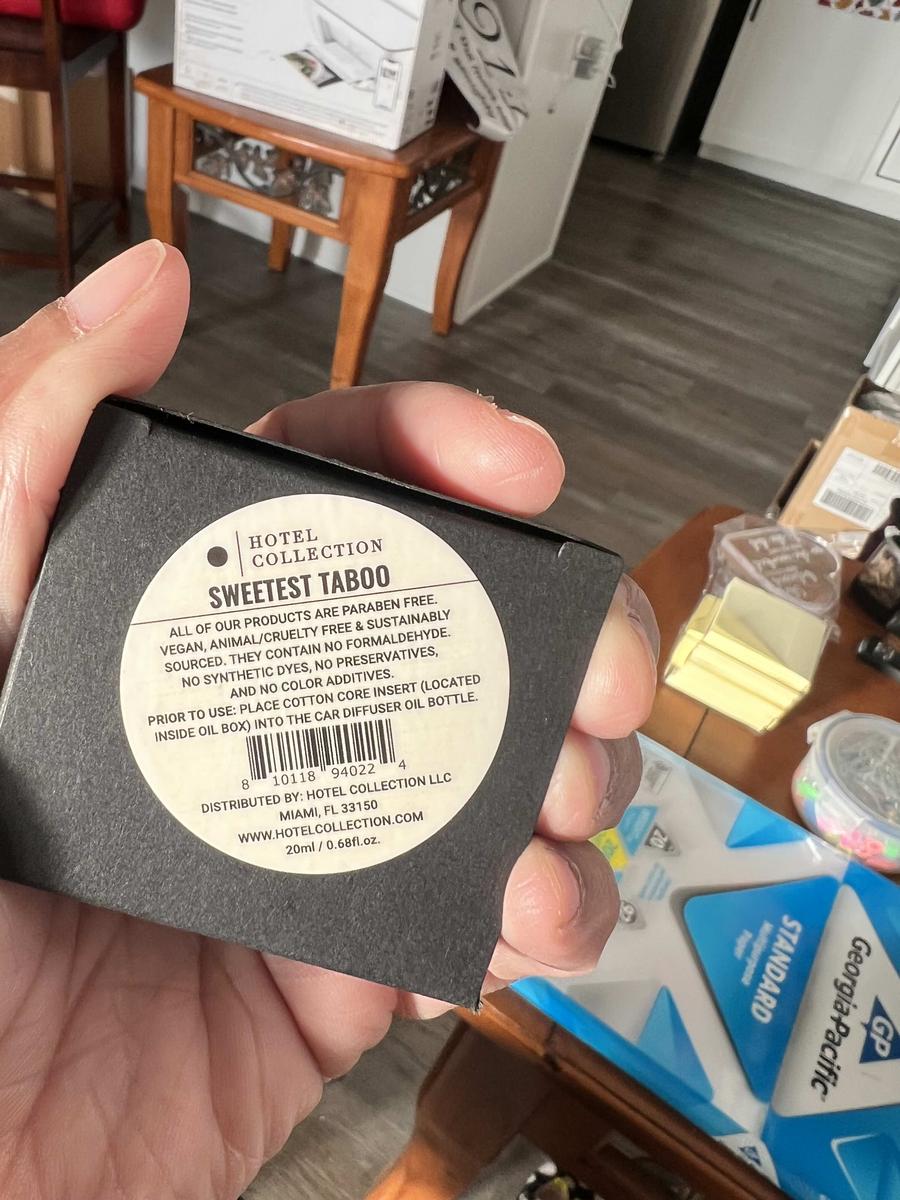 HOTEL
COLLECTION
SWEETEST TABOO
ALL OF OUR PRODUCTS ARE PARABEN FREE.
VEGAN, ANIMAL/CRUELTY FREE & SUSTAINABLY
SOURCED. THEY CONTAIN NO FORMALDEHYDE.
NO SYNTHETIC DYES, NO PRESERVATIVES,
AND NO COLOR ADDITIVES.
PRIOR TO USE: PLACE COTTON CORE INSERT (LOCATED
INSIDE OIL BOX) INTO THE CAR DIFFUSER OIL BOTTLE.
8 10118 94022 4
DISTRIBUTED BY: HOTEL COLLECTION LLC
MIAMI, FL 33150
WWW.HOTELCOLLECTION.COM
20ml / 0.68fl.oz.
STANDARD
Multipurpose
Paper
Georgia-Pacific
GP
20